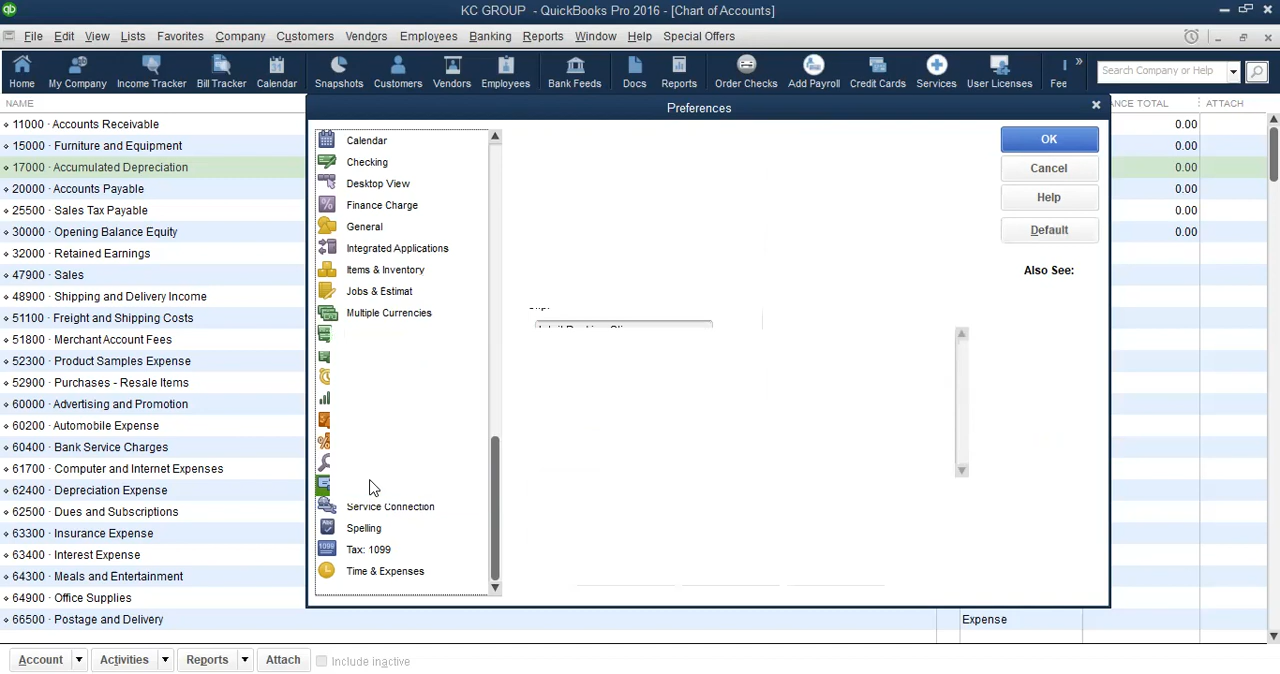 KC GROUP - QuickBooks Pro 2016 - [Chart of Accounts]
File Edit View Lists Favorites Company Customers Vendors Employees Banking Reports Window Help Special Offers
Home My Company Income Tracker Bill Tracker Calendar Snapshots Customers Vendors Employees Bank Feeds Docs Reports Order Checks Add Payroll Credit Cards Services User Licenses Fee » Search Company or Help
NAME
ANCE TOTAL ATTACH
11000 · Accounts Receivable
15000 · Furniture and Equipment
17000 · Accumulated Depreciation
20000 · Accounts Payable
25500 · Sales Tax Payable
30000 · Opening Balance Equity
32000 · Retained Earnings
47900 · Sales
48900 · Shipping and Delivery Income
51100 · Freight and Shipping Costs
51800 · Merchant Account Fees
52300 · Product Samples Expense
52900 · Purchases - Resale Items
60000 · Advertising and Promotion
60200 · Automobile Expense
60400 · Bank Service Charges
61700 · Computer and Internet Expenses
62400 · Depreciation Expense
62500 · Dues and Subscriptions
63300 · Insurance Expense
63400 · Interest Expense
64300 · Meals and Entertainment
64900 · Office Supplies
66500 · Postage and Delivery
Preferences
Calendar
Checking
Desktop View
Finance Charge
General
Integrated Applications
Items & Inventory
Jobs & Estimat
Multiple Currencies
Service Connection
Spelling
Tax: 1099
Time & Expenses
OK
Cancel
Help
Default
Also See:
0.00
0.00
0.00
0.00
0.00
0.00
Expense
Account Activities Reports Attach Include inactive